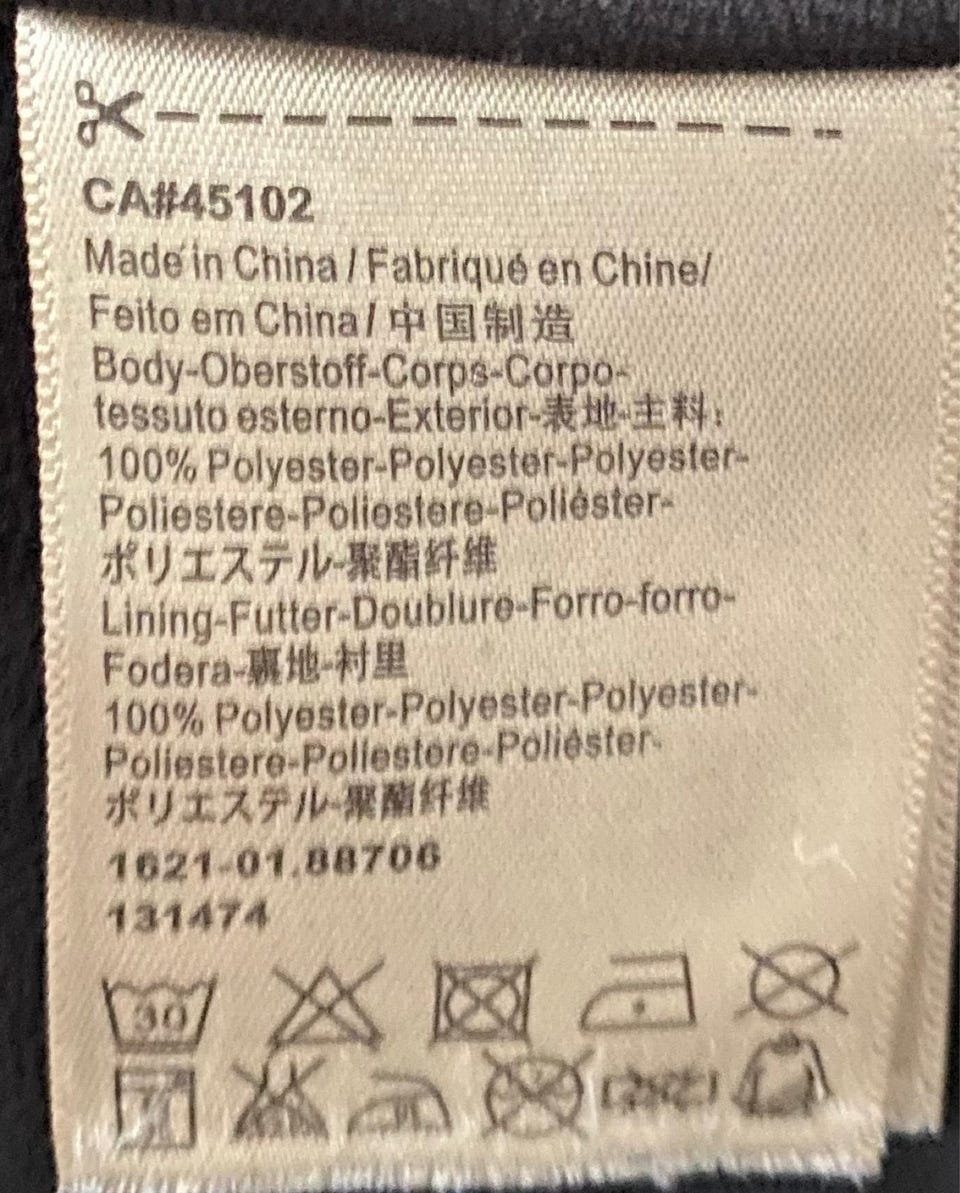 CA#45102
Made in China / Fabriqué en Chine/
Feito em China / 中国制造
Body-Oberstoff-Corps-Corpo-
tessuto esterno-Exterior-表地-主料:
100% Polyester-Polyester-Polyester-
Poliestere-Poliestere-Poliéster-
ポリエステル-聚酯纤维
Lining-Futter-Doublure-Forro-forro-
Fodera-裏地-衬里
100% Polyester-Polyester-Polyester-
Poliestere-Poliestere-Poliéster-
ポリエステル-聚酯纤维
1621-01.88706
131474
30